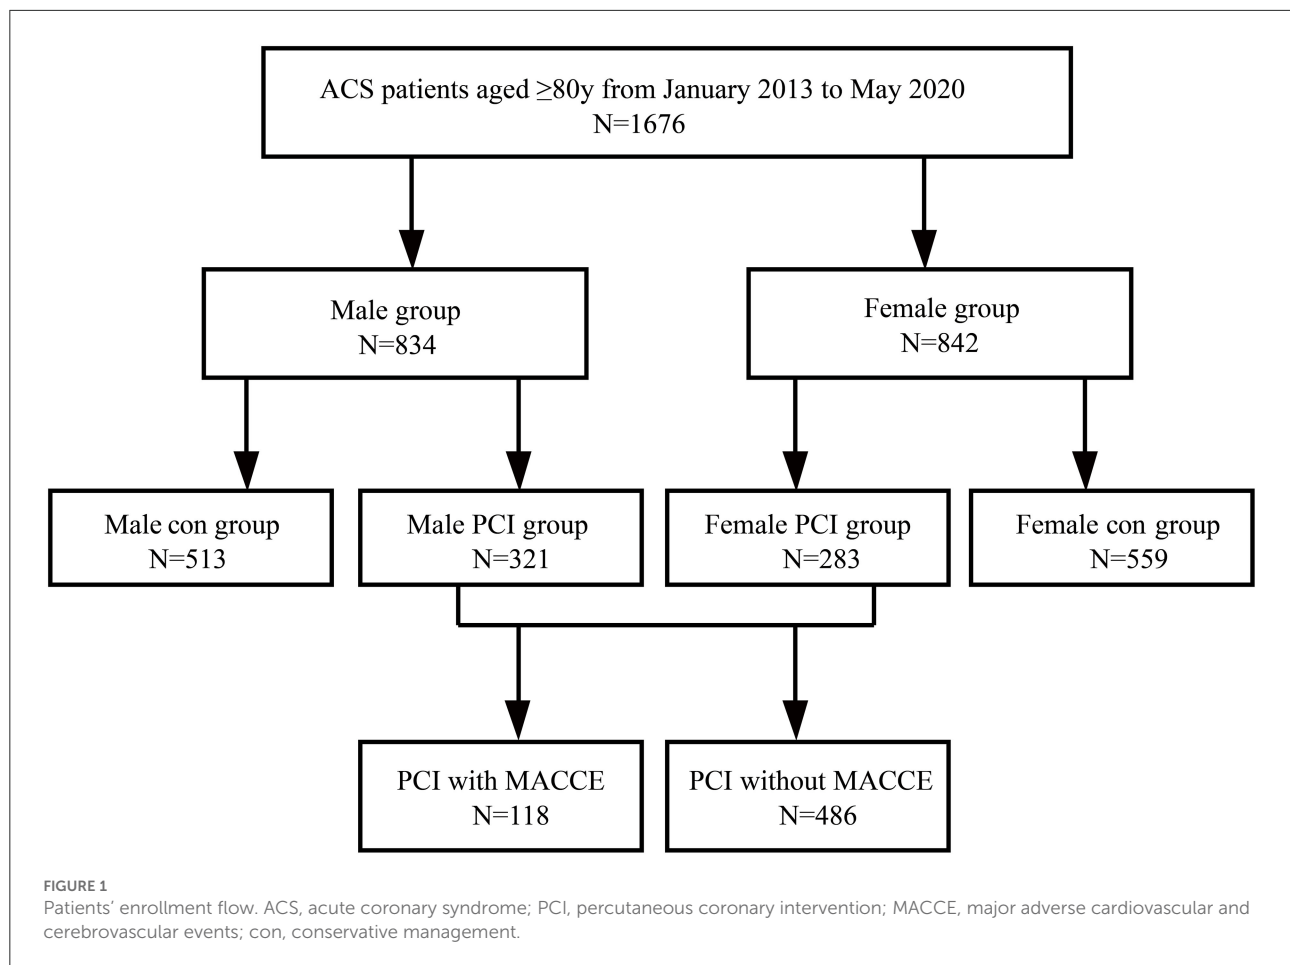 ACS patients aged ≥80y from January 2013 to May 2020
N=1676
Male group
N=834
Female group
N=842
Male con group
N=513
Male PCI group
N=321
Female PCI group
N=283
Female con group
N=559
PCI with MACCE
N=118
PCI without MACCE
N=486
FIGURE 1
Patients’ enrollment flow. ACS, acute coronary syndrome; PCI, percutaneous coronary intervention; MACCE, major adverse cardiovascular and
cerebrovascular events; con, conservative management.